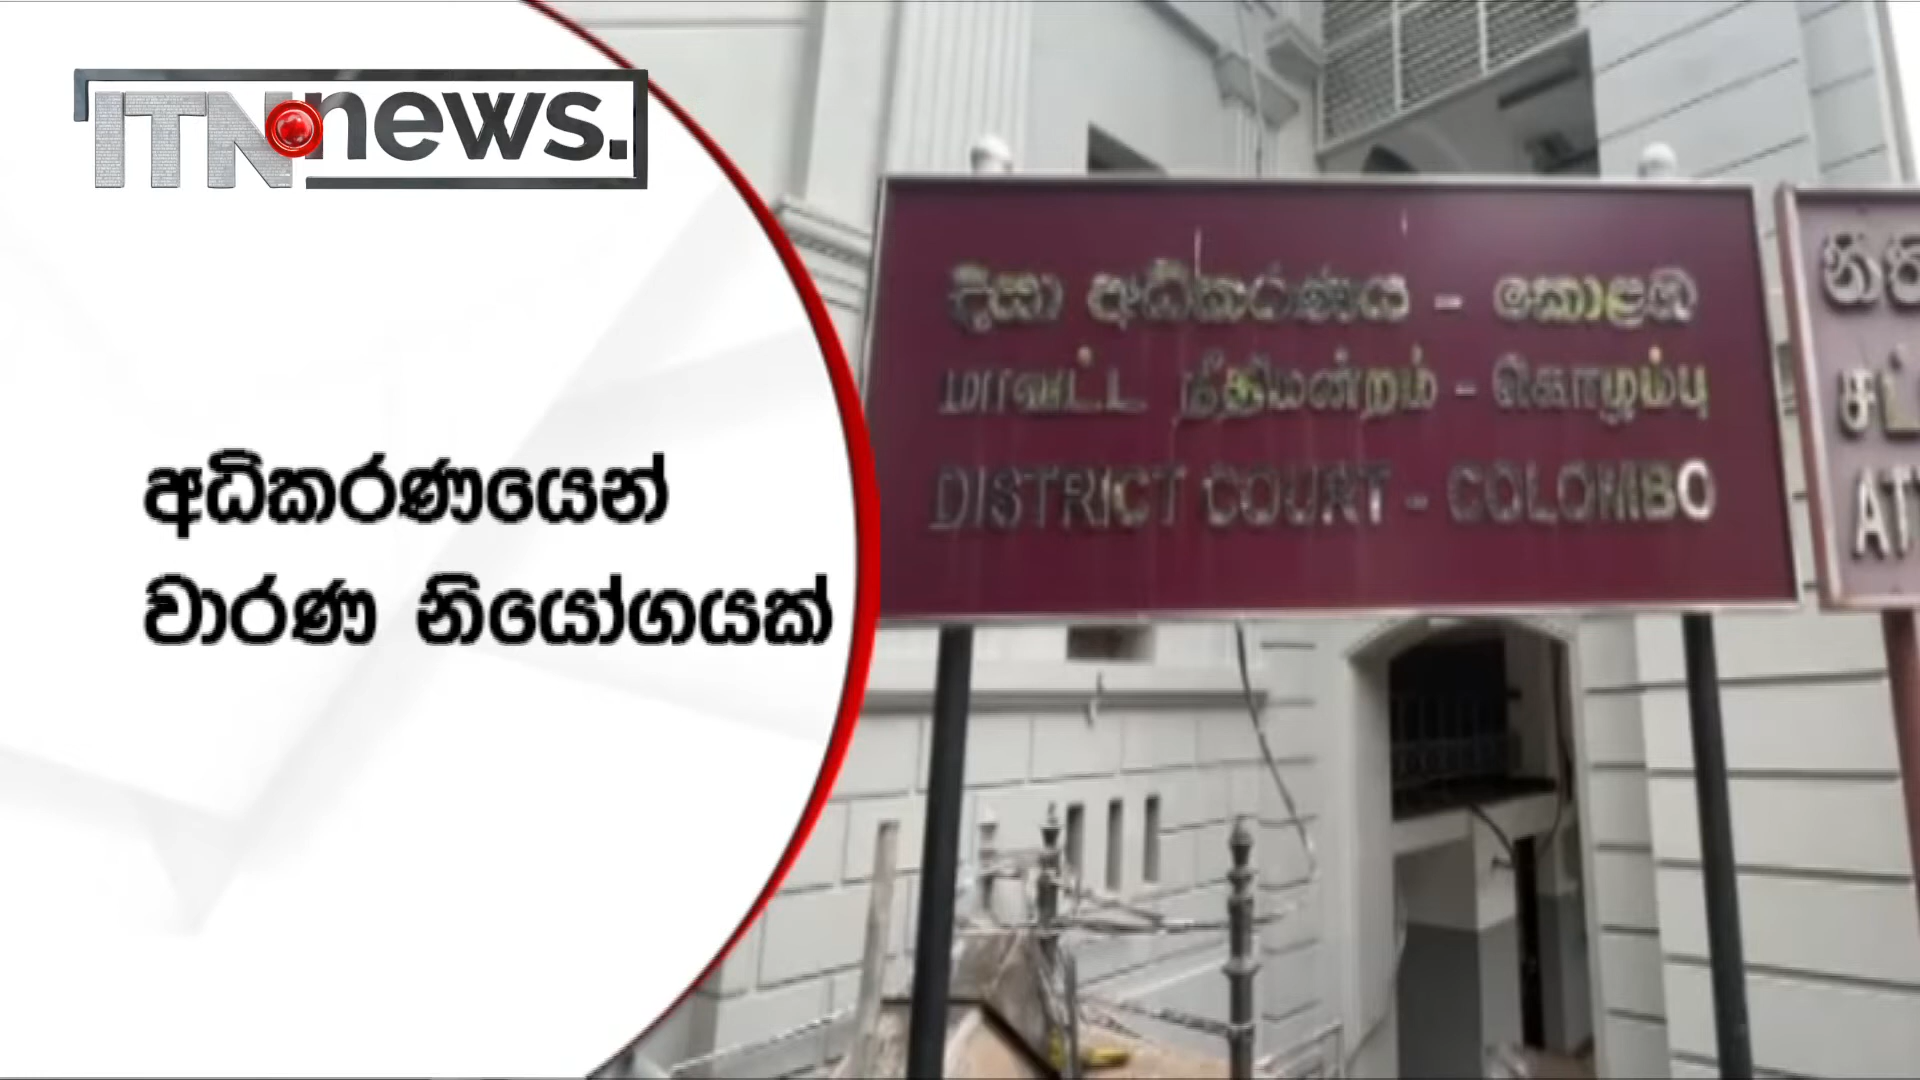 ITN news.
අධිකරණයෙන්
වාරණ නියෝගයක්
දිසා අධිකරණය - කොළඹ
மாவட்ட நீதிமன்றம் - கொழும்பு
DISTRICT COURT - COLOMBO